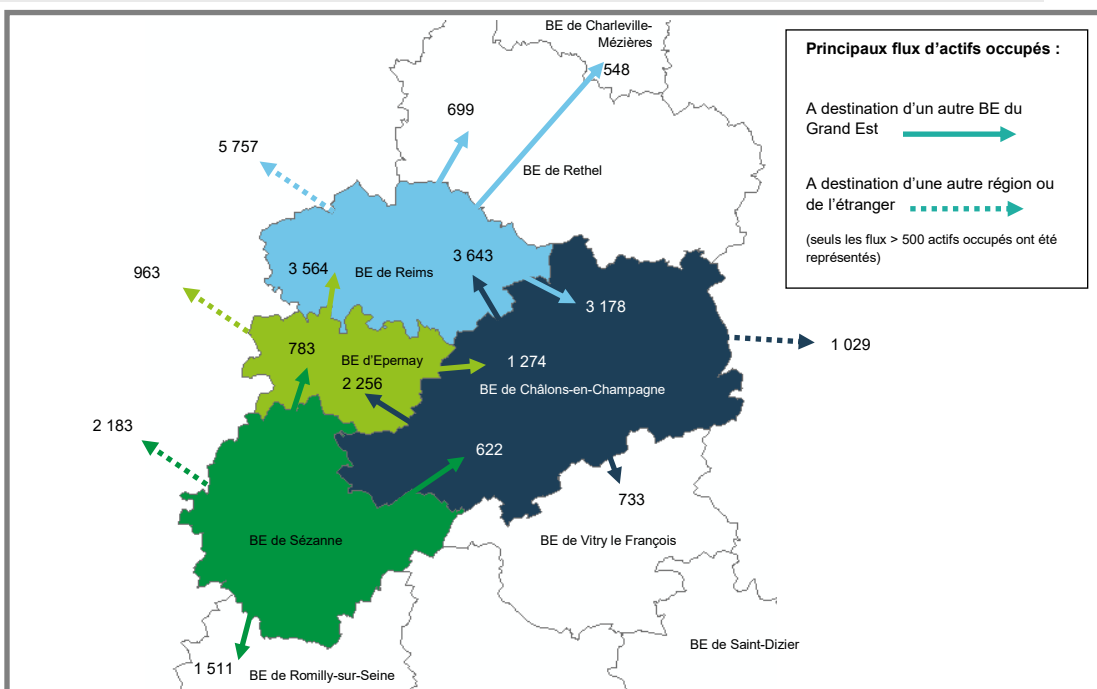 BE de Charleville-
Mézières
548
699
5 757
BE de Rethel
Principaux flux d'actifs occupés :
A destination d'un autre BE du
Grand Est
A destination d'une autre région ou
de l'étranger
(seuls les flux > 500 actifs occupés ont été
représentés)
963
3 564
BE de Reims
3 643
3 178
783
BE d'Epernay
2 256
1 274
BE de Châlons-en-Champagne
1 029
2 183
622
733
BE de Sézanne
BE de Vitry le François
BE de Saint-Dizier
1 511
BE de Romilly-sur-Seine